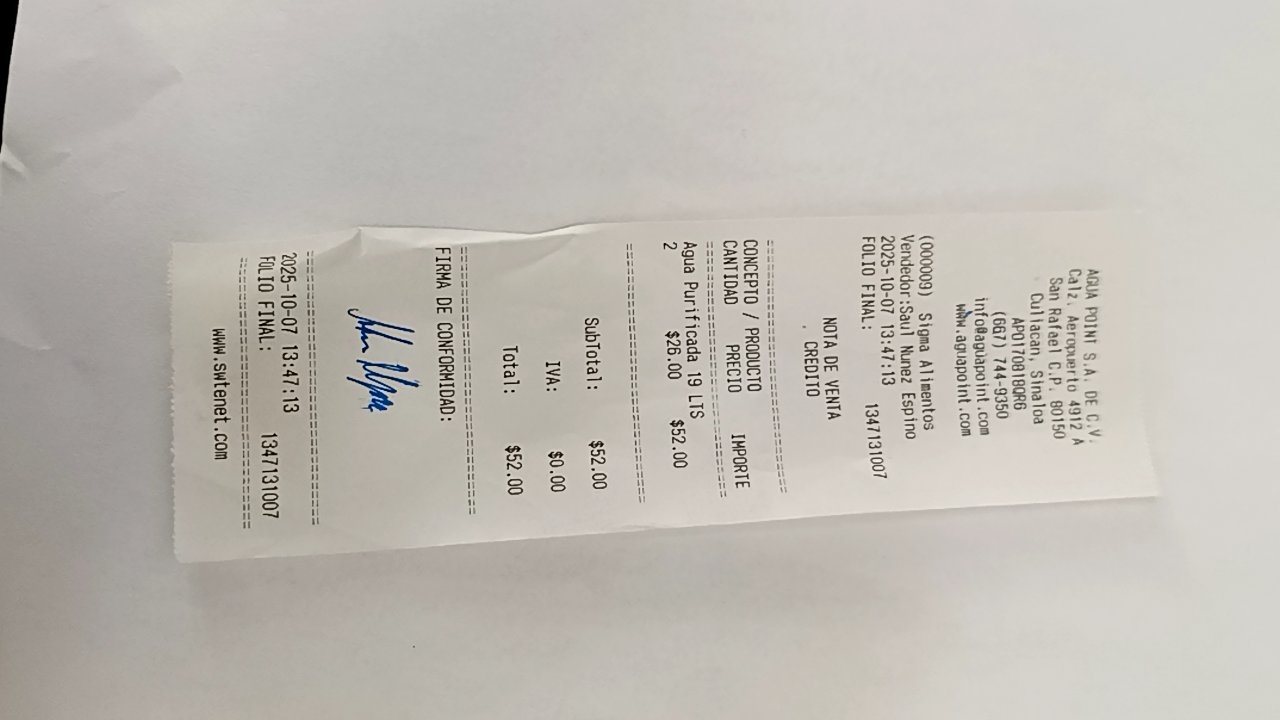 AGUA POINT S.A. DE C.V.
Calz. Aeropuerto 4912 A
San Rafael C.P. 80150
Culiacan, Sinaloa
APO170818QR6
(667) 744-9350
info@aguapoint.com
www.aguapoint.com
(000009) Sigma Alimentos
Vendedor:Saul Nunez Espino
2025-10-07 13:47:13
FOLIO FINAL: 1347131007
NOTA DE VENTA
. CREDITO
CONCEPTO / PRODUCTO
CANTIDAD PRECIO IMPORTE
Agua Purificada 19 LTS
2 $26.00 $52.00
SubTotal: $52.00
IVA: $0.00
Total: $52.00
FIRMA DE CONFORMIDAD:
2025-10-07 13:47:13
FOLIO FINAL: 1347131007
www.swtenet.com